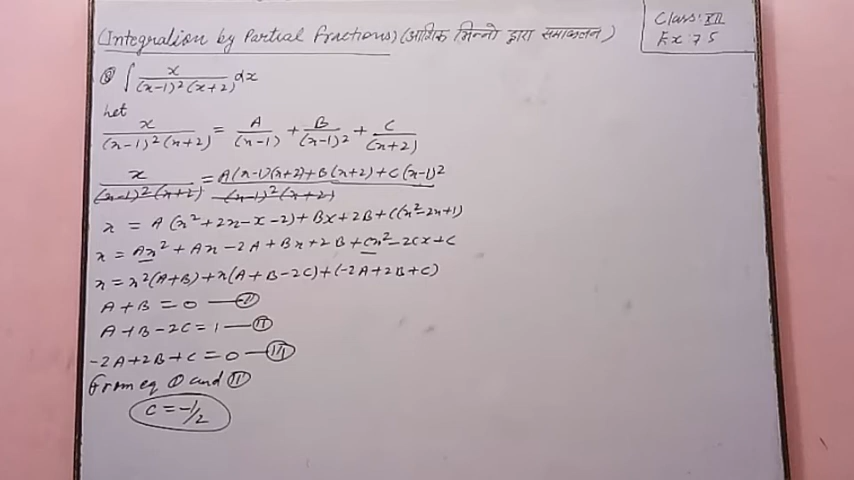 (Integration by Partial Fractions) (आंशिक भिन्नो द्वारा समाकलन)
Class: XII
Ex: 7.5
⑧ ∫ x/((x-1)²(x+2)) dx
Let
x/((x-1)²(x+2)) = A/(x-1) + B/(x-1)² + C/(x+2)
x/((x-1)²(x+2)) = (A(x-1)(x+2)+B(x+2)+C(x-1)²)/((x-1)²(x+2))
x = A(x²+2x-x-2)+Bx+2B+C(x²-2x+1)
x = Ax²+Ax-2A+Bx+2B+Cx²-2Cx+C
x = x²(A+B)+x(A+B-2C)+(-2A+2B+C)
A+B=0 — Ⓘ
A+B-2C=1 — Ⓘ Ⓘ
-2A+2B+C=0 — III
From eq Ⓘ and II
C=-1/2